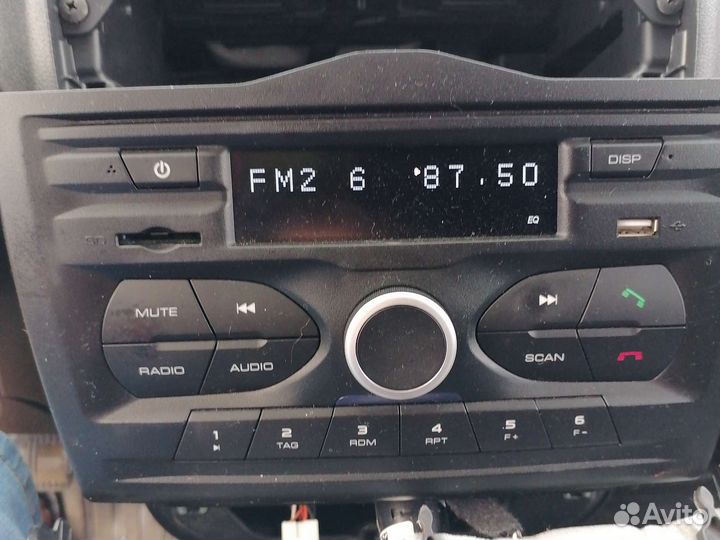 DISP
FM2 6 87.50
EQ
SD
MUTE
RADIO
AUDIO
SCAN
1
2
TAG
3
RDM
4
RPT
5
F+
6
F-
Avito